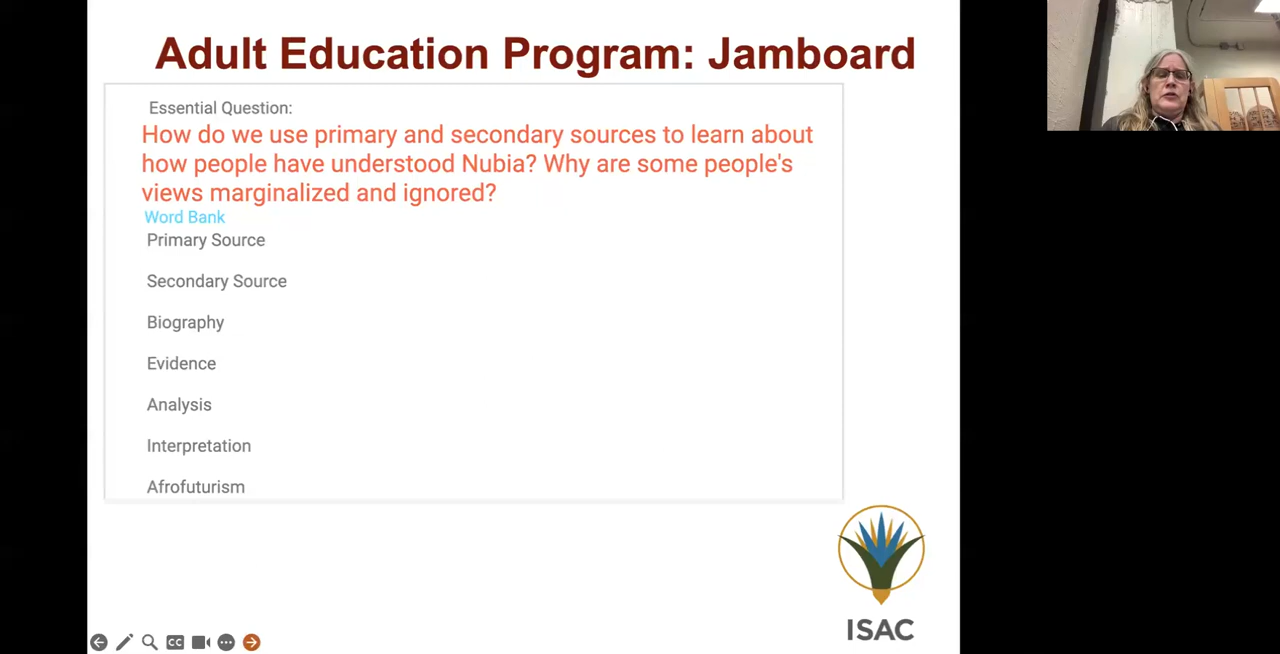 Adult Education Program: Jamboard
Essential Question:
How do we use primary and secondary sources to learn about
how people have understood Nubia? Why are some people's
views marginalized and ignored?
Word Bank
Primary Source
Secondary Source
Biography
Evidence
Analysis
Interpretation
Afrofuturism
ISAC
CC